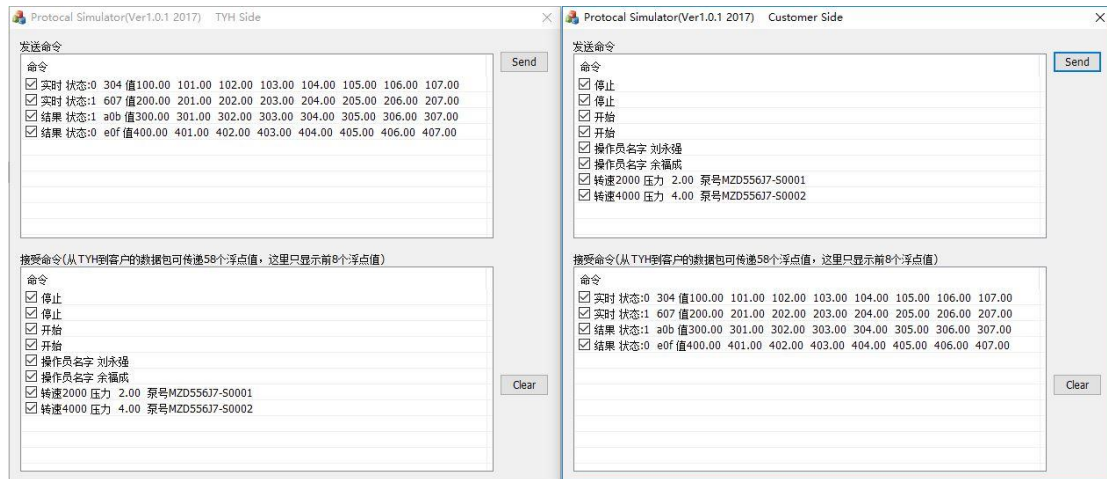 Protocal Simulator(Ver1.0.1 2017) TYH Side
发送命令
命令
Send
实时 状态:0 304 值100.00 101.00 102.00 103.00 104.00 105.00 106.00 107.00
实时 状态:1 607 值200.00 201.00 202.00 203.00 204.00 205.00 206.00 207.00
结果 状态:1 a0b 值300.00 301.00 302.00 303.00 304.00 305.00 306.00 307.00
结果 状态:0 e0f 值400.00 401.00 402.00 403.00 404.00 405.00 406.00 407.00
接受命令(从TYH到客户的数据包可传递58个浮点值，这里只显示前8个浮点值)
命令
停止
停止
开始
开始
操作员名字 刘永强
操作员名字 余福成
转速2000 压力 2.00 泵号MZD556J7-S0001
转速4000 压力 4.00 泵号MZD556J7-S0002
Clear
Protocal Simulator(Ver1.0.1 2017) Customer Side
发送命令
命令
Send
停止
停止
开始
开始
操作员名字 刘永强
操作员名字 余福成
转速2000 压力 2.00 泵号MZD556J7-S0001
转速4000 压力 4.00 泵号MZD556J7-S0002
接受命令(从TYH到客户的数据包可传递58个浮点值，这里只显示前8个浮点值)
命令
实时 状态:0 304 值100.00 101.00 102.00 103.00 104.00 105.00 106.00 107.00
实时 状态:1 607 值200.00 201.00 202.00 203.00 204.00 205.00 206.00 207.00
结果 状态:1 a0b 值300.00 301.00 302.00 303.00 304.00 305.00 306.00 307.00
结果 状态:0 e0f 值400.00 401.00 402.00 403.00 404.00 405.00 406.00 407.00
Clear